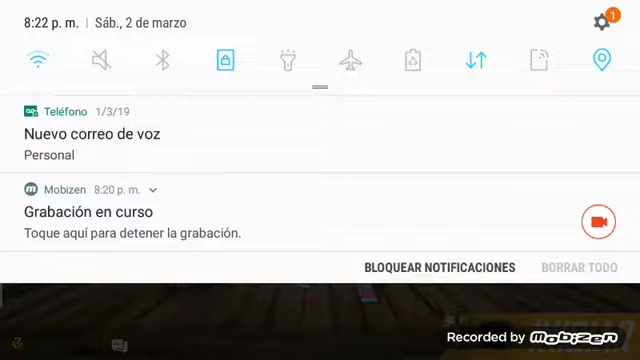 8:22 p. m. | Sáb., 2 de marzo
1
Teléfono 1/3/19
Nuevo correo de voz
Personal
Mobizen 8:20 p. m.
Grabación en curso
Toque aquí para detener la grabación.
BLOQUEAR NOTIFICACIONES BORRAR TODO
Recorded by mobizen